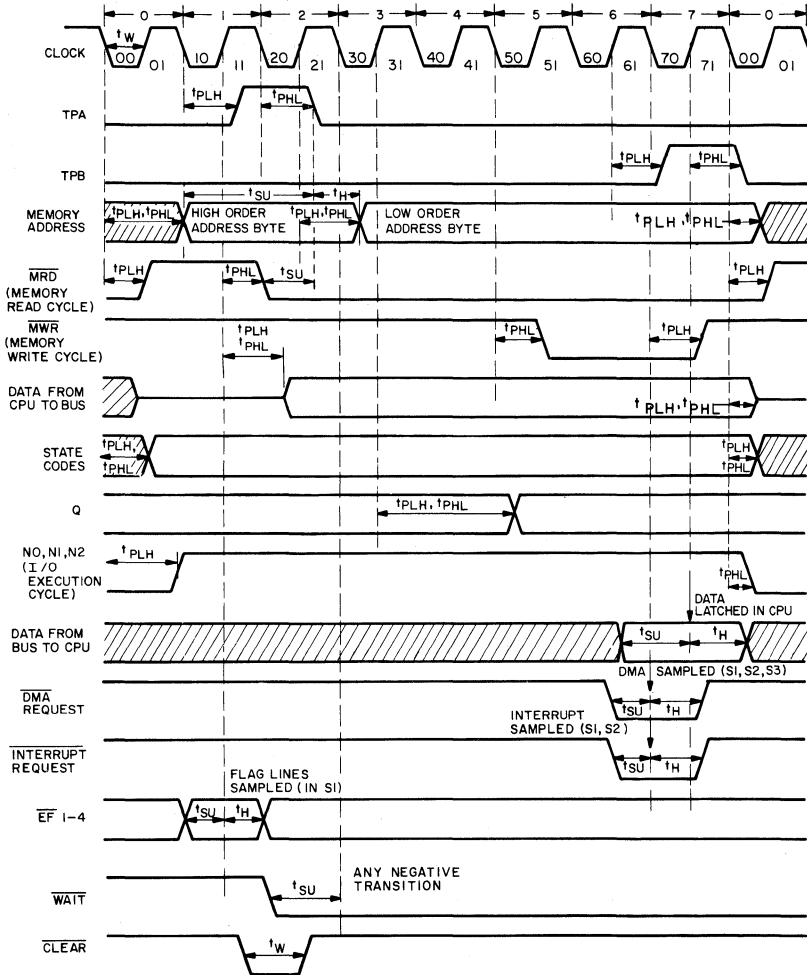 0 1 2 3 4 5 6 7 0
tW
CLOCK
00 01 10 11 20 21 30 31 40 41 50 51 60 61 70 71 00 01
tPLH tPHL
TPA
TPB
tPLH tPHL
tSU tH
MEMORY
ADDRESS
tPLH,tPHL
HIGH ORDER
ADDRESS BYTE
tPLH,tPHL
LOW ORDER
ADDRESS BYTE
tPLH,tPHL
MRD
(MEMORY
READ CYCLE)
tPLH tPHL tSU tPLH
MWR
(MEMORY
WRITE CYCLE)
tPLH
tPHL
tPHL tPLH
DATA FROM
CPU TO BUS
tPLH,tPHL
STATE
CODES
tPLH,
tPHL
tPLH
tPHL
Q
tPLH,tPHL
N0,N1,N2
(I/O
EXECUTION
CYCLE)
tPLH tPHL
DATA
LATCHED IN CPU
DATA FROM
BUS TO CPU
tSU tH
DMA SAMPLED (S1,S2,S3)
DMA
REQUEST
tSU tH
INTERRUPT
SAMPLED (S1,S2)
INTERRUPT
REQUEST
tSU tH
FLAG LINES
SAMPLED (IN S1)
EF 1-4
tSU tH
ANY NEGATIVE
TRANSITION
WAIT
tSU
CLEAR
tW